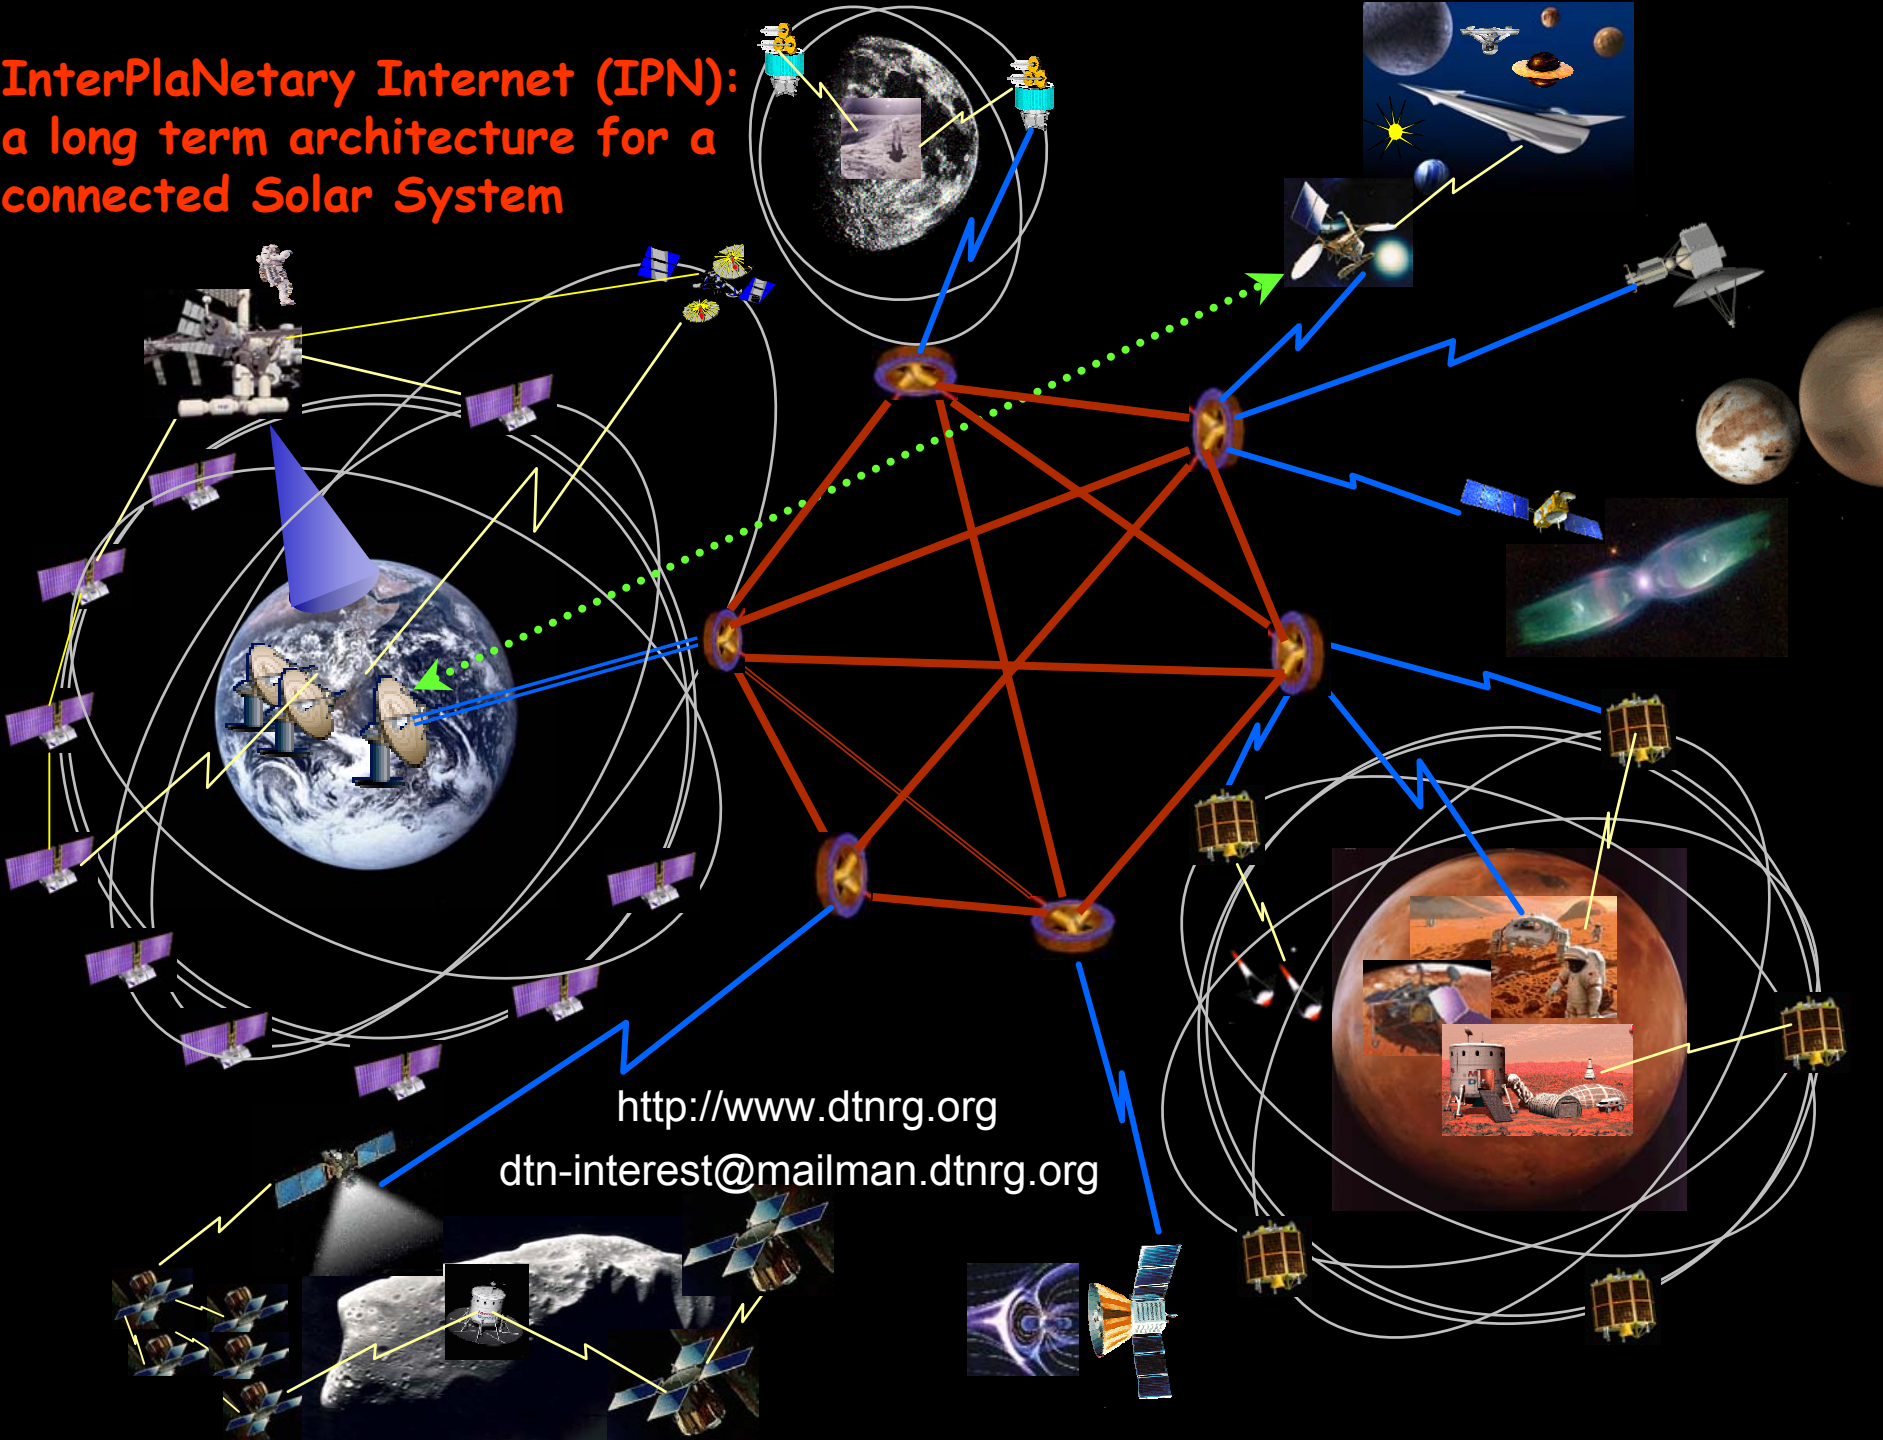 InterPlaNetary Internet (IPN):
a long term architecture for a
connected Solar System
http://www.dtnrg.org
dtn-interest@mailman.dtnrg.org